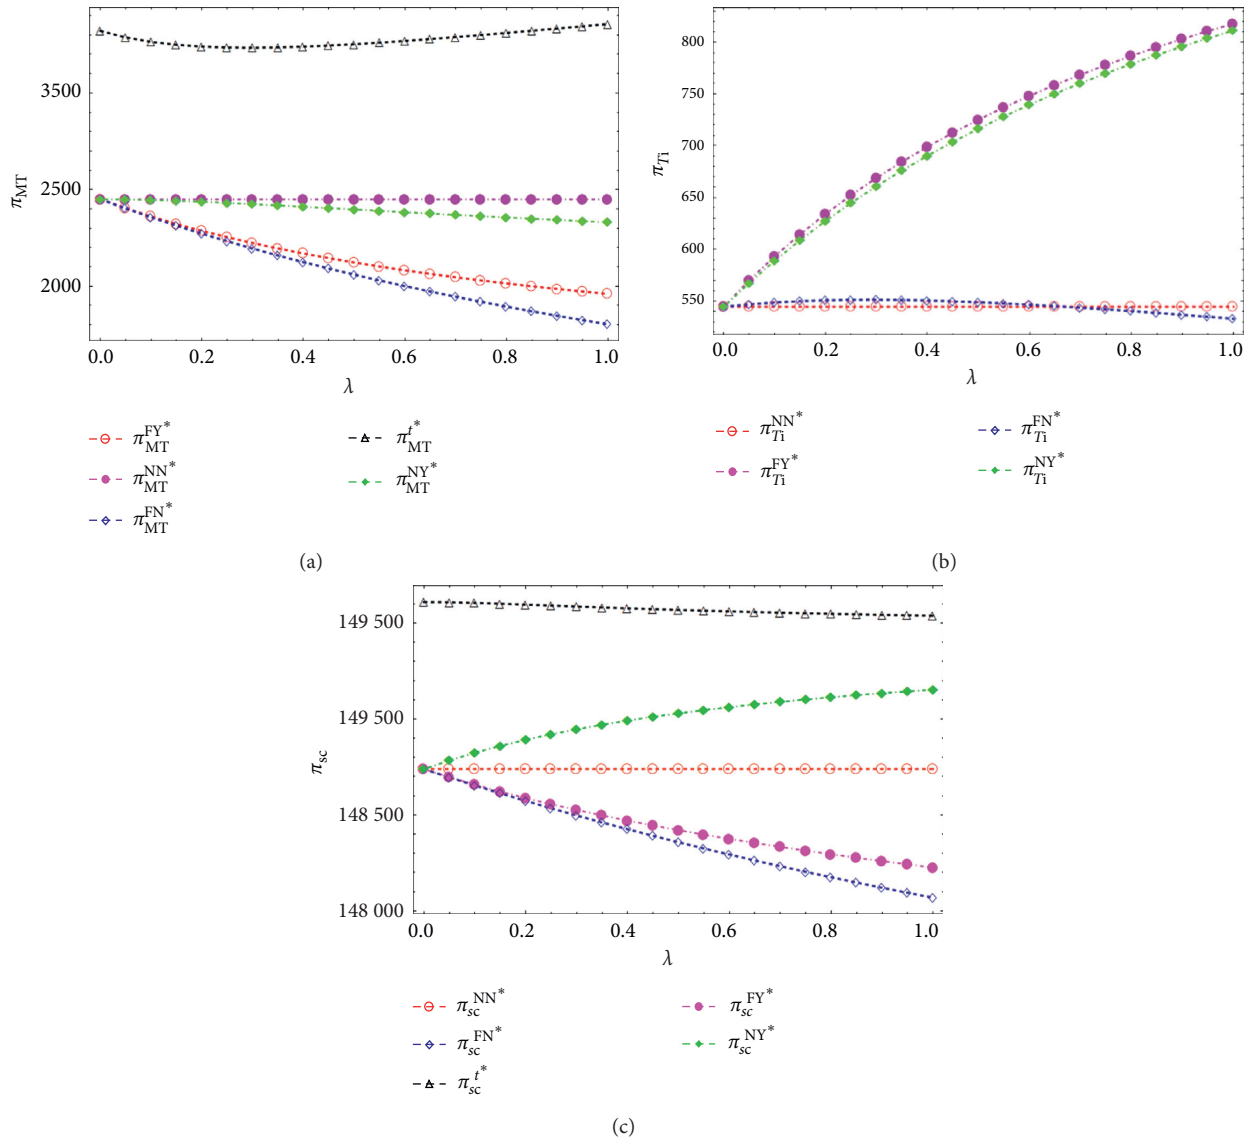 π_MT
3500
2500
2000
0.0 0.2 0.4 0.6 0.8 1.0
λ
π_MT^FY*
π_MT^t*
π_MT^NN*
π_MT^NY*
π_MT^FN*
(a)
π_Ti
800
750
700
650
600
550
0.0 0.2 0.4 0.6 0.8 1.0
λ
π_Ti^NN*
π_Ti^FN*
π_Ti^FY*
π_Ti^NY*
(b)
π_sc
149 500
149 500
148 500
148 000
0.0 0.2 0.4 0.6 0.8 1.0
λ
π_sc^NN*
π_sc^FY*
π_sc^FN*
π_sc^NY*
π_sc^t*
(c)